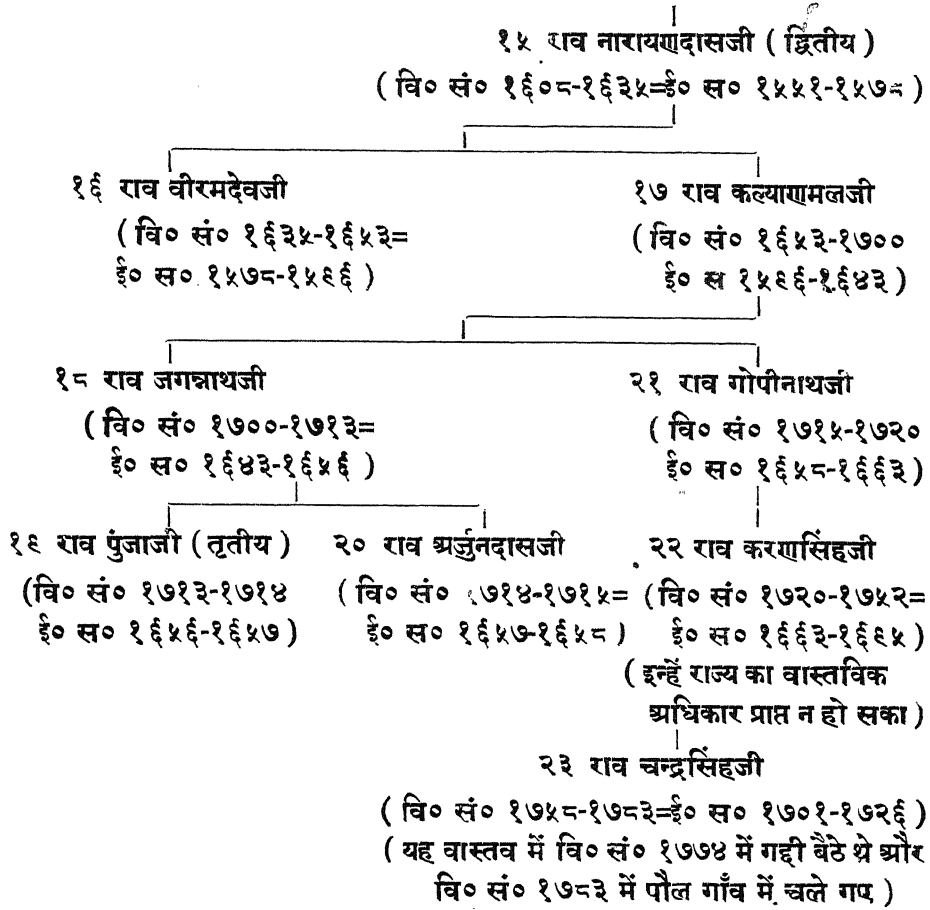 १५ राव नारायणदासजी ( द्वितीय )
( वि० सं० १६०८-१६३५=ई० स० १५५१-१५७८ )
१६ राव वीरमदेवजी
( वि० सं० १६३५-१६५३=
ई० स० १५७८-१५९६ )
१७ राव कल्याणमलजी
( वि० सं० १६५३-१७००
ई० स १५९६-१६४३ )
१८ राव जगन्नाथजी
( वि० सं० १७००-१७१३=
ई० स० १६४३-१६५६ )
२१ राव गोपीनाथजी
( वि० सं० १७१५-१७२०
ई० स० १६५८-१६६३ )
१९ राव पुंजाजी ( तृतीय )
(वि० सं० १७१३-१७१४
ई० स० १६५६-१६५७ )
२० राव अर्जुनदासजी
( वि० सं० १७१४-१७१५=
ई० स० १६५७-१६५८ )
२२ राव करणसिंहजी
(वि० सं० १७२०-१७५२=
ई० स० १६६३-१६९५ )
( इन्हें राज्य का वास्तविक
अधिकार प्राप्त न हो सका )
२३ राव चन्द्रसिंहजी
( वि० सं० १७५८-१७८३=ई० स० १७०१-१७२६ )
( यह वास्तव में वि० सं० १७७४ में गद्दी बैठे थे और
वि० सं० १७८३ में पौल गाँव में चले गए )